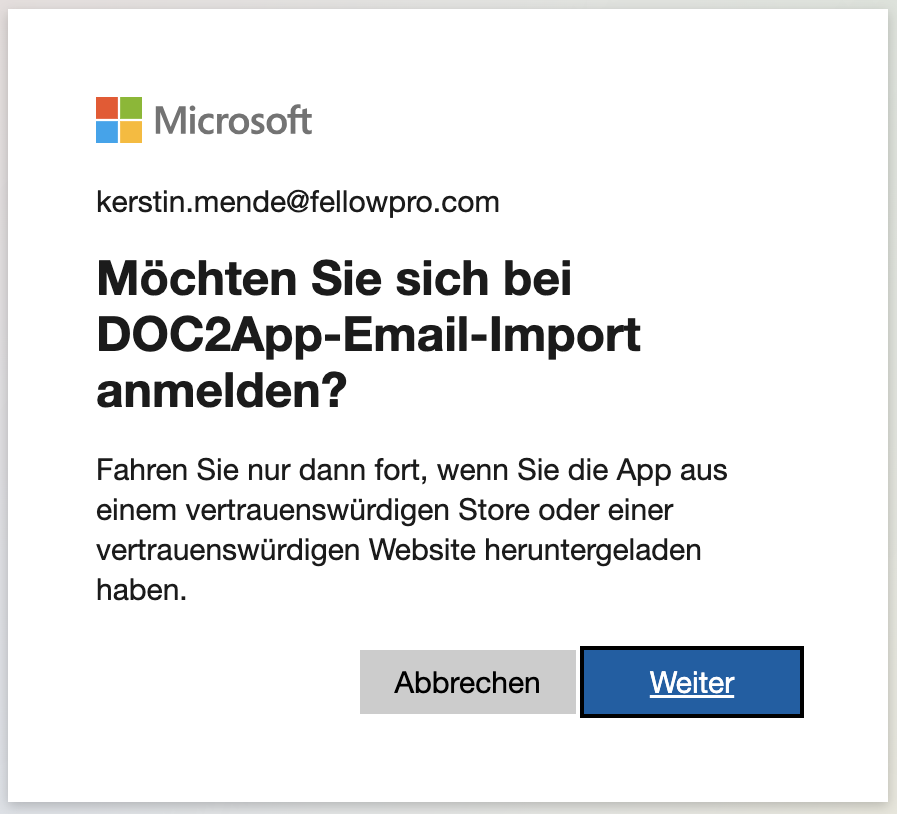 Microsoft
kerstin.mende@fellowpro.com
Möchten Sie sich bei
DOC2App-Email-Import
anmelden?
Fahren Sie nur dann fort, wenn Sie die App aus
einem vertrauenswürdigen Store oder einer
vertrauenswürdigen Website heruntergeladen
haben.
Abbrechen
Weiter